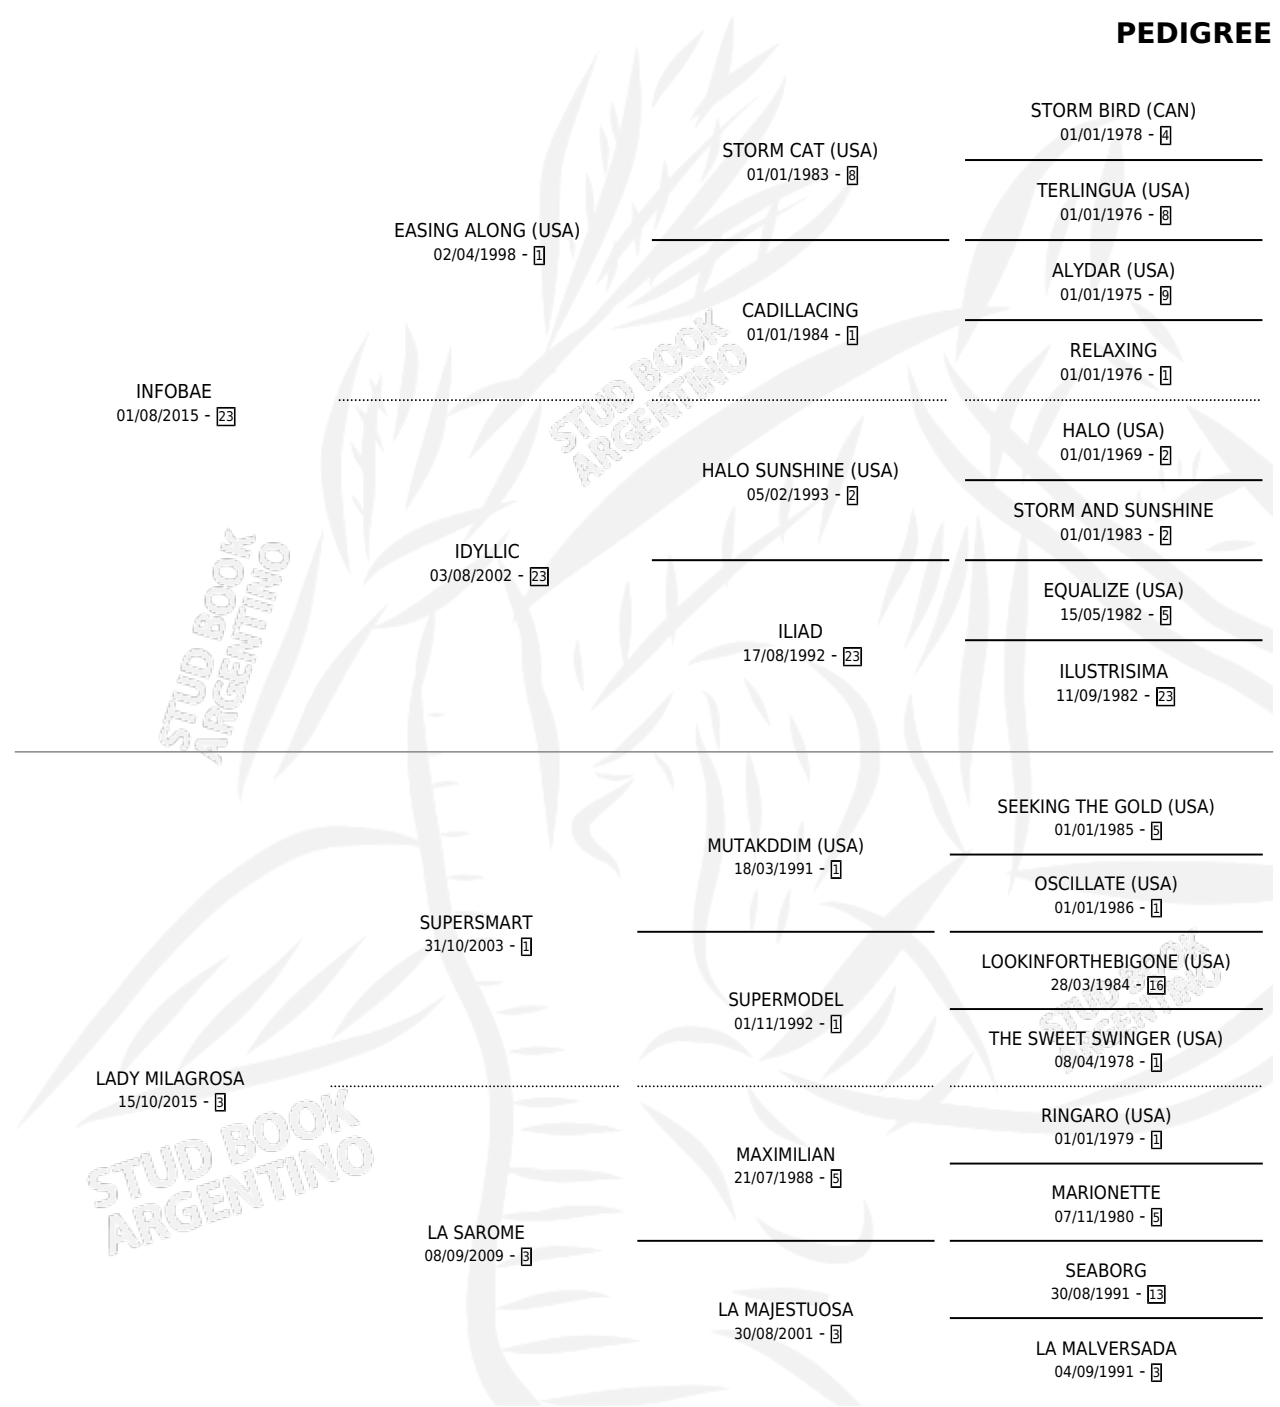 PEDIGREE
STORM BIRD (CAN)
01/01/1978 - 4
STORM CAT (USA)
01/01/1983 - 8
TERLINGUA (USA)
01/01/1976 - 8
EASING ALONG (USA)
02/04/1998 - 1
ALYDAR (USA)
01/01/1975 - 9
CADILLACING
01/01/1984 - 1
RELAXING
01/01/1976 - 1
INFOBAE
01/08/2015 - 23
HALO (USA)
01/01/1969 - 2
HALO SUNSHINE (USA)
05/02/1993 - 2
STORM AND SUNSHINE
01/01/1983 - 2
IDYLLIC
03/08/2002 - 23
EQUALIZE (USA)
15/05/1982 - 5
ILIAD
17/08/1992 - 23
ILUSTRISIMA
11/09/1982 - 23
SEEKING THE GOLD (USA)
01/01/1985 - 5
MUTAKDDIM (USA)
18/03/1991 - 1
OSCILLATE (USA)
01/01/1986 - 1
SUPERSMART
31/10/2003 - 1
LOOKINFORTHEBIGONE (USA)
28/03/1984 - 16
SUPERMODEL
01/11/1992 - 1
THE SWEET SWINGER (USA)
08/04/1978 - 1
LADY MILAGROSA
15/10/2015 - 3
RINGARO (USA)
01/01/1979 - 1
MAXIMILIAN
21/07/1988 - 5
MARIONETTE
07/11/1980 - 5
LA SAROME
08/09/2009 - 3
SEABORG
30/08/1991 - 13
LA MAJESTUOSA
30/08/2001 - 3
LA MALVERSADA
04/09/1991 - 3
STUD BOOK
ARGENTINO
STUD BOOK
ARGENTINO
STUD BOOK
ARGENTINO
STUD BOOK
ARGENTINO